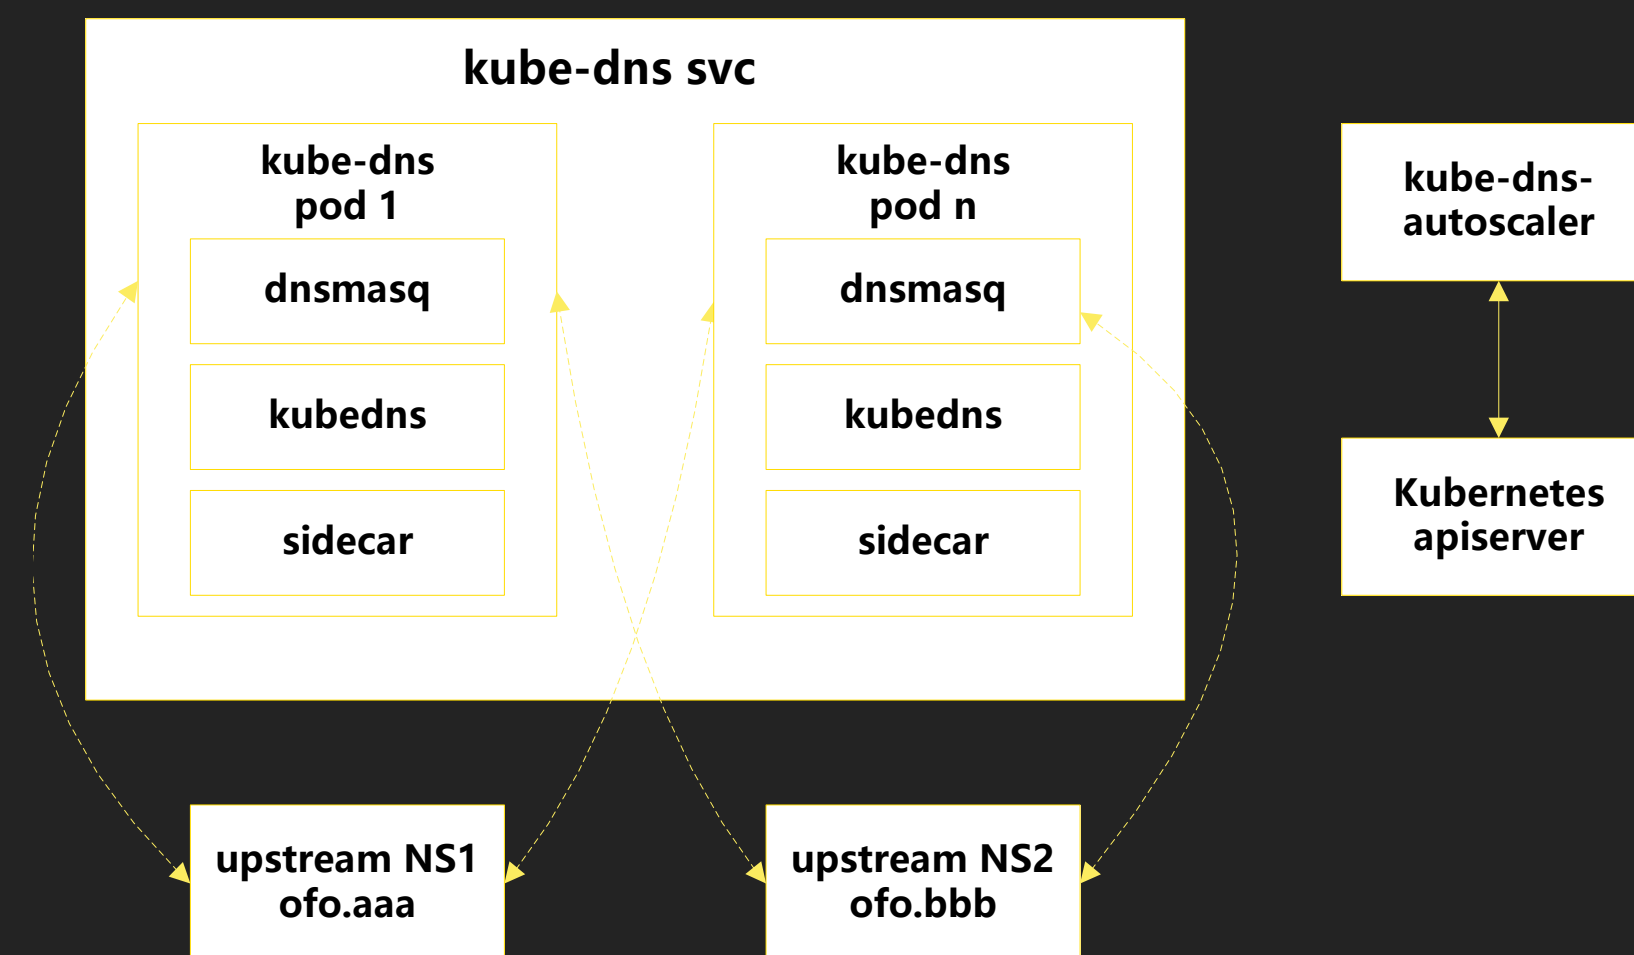 kube-dns svc
kube-dns
pod 1
dnsmasq
kubedns
sidecar
kube-dns
pod n
dnsmasq
kubedns
sidecar
kube-dns-
autoscaler
Kubernetes
apiserver
upstream NS1
ofo.aaa
upstream NS2
ofo.bbb